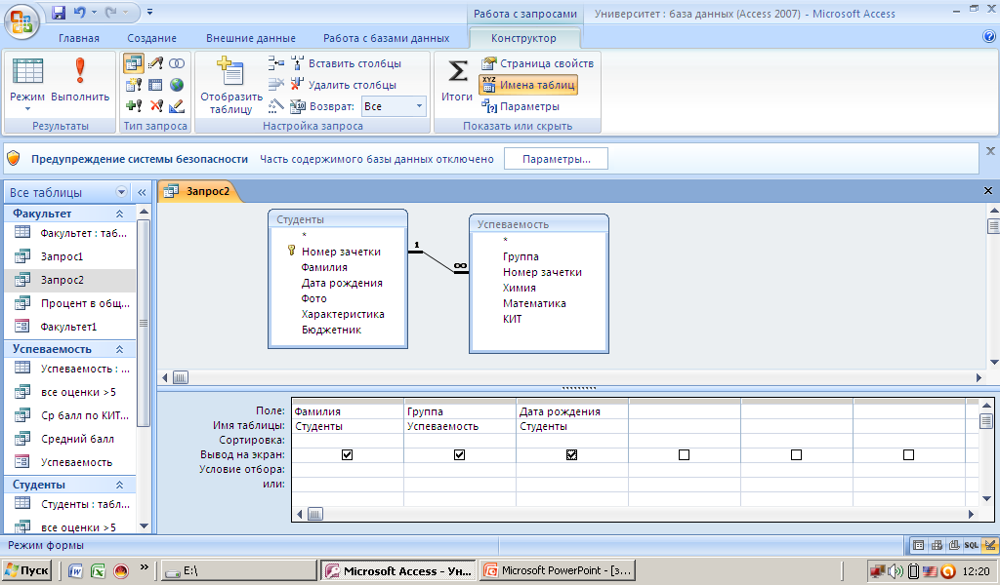 Работа с запросами
Университет : база данных (Access 2007) - Microsoft Access
Главная
Создание
Внешние данные
Работа с базами данных
Конструктор
Режим
Выполнить
Результаты
Тип запроса
Отобразить
таблицу
Вставить столбцы
Удалить столбцы
Возврат: Все
Настройка запроса
Итоги
Страница свойств
Имена таблиц
Параметры
Показать или скрыть
Предупреждение системы безопасности Часть содержимого базы данных отключено Параметры...
Все таблицы
Факультет
Факультет : таб...
Запрос1
Запрос2
Процент в общ...
Факультет1
Успеваемость
Успеваемость : ...
все оценки >5
Ср балл по КИТ...
Средний балл
Успеваемость
Студенты
Студенты : табл...
все оценки >5
Запрос2
Студенты
*
Номер зачетки
Фамилия
Дата рождения
Фото
Характеристика
Бюджетник
1
∞
Успеваемость
*
Группа
Номер зачетки
Химия
Математика
КИТ
Поле: Фамилия Группа Дата рождения
Имя таблицы: Студенты Успеваемость Студенты
Сортировка:
Вывод на экран:
Условие отбора:
или:
Режим формы
SQL
Пуск
»
E:\
Microsoft Access - Ун...
Microsoft PowerPoint - [з...
12:20